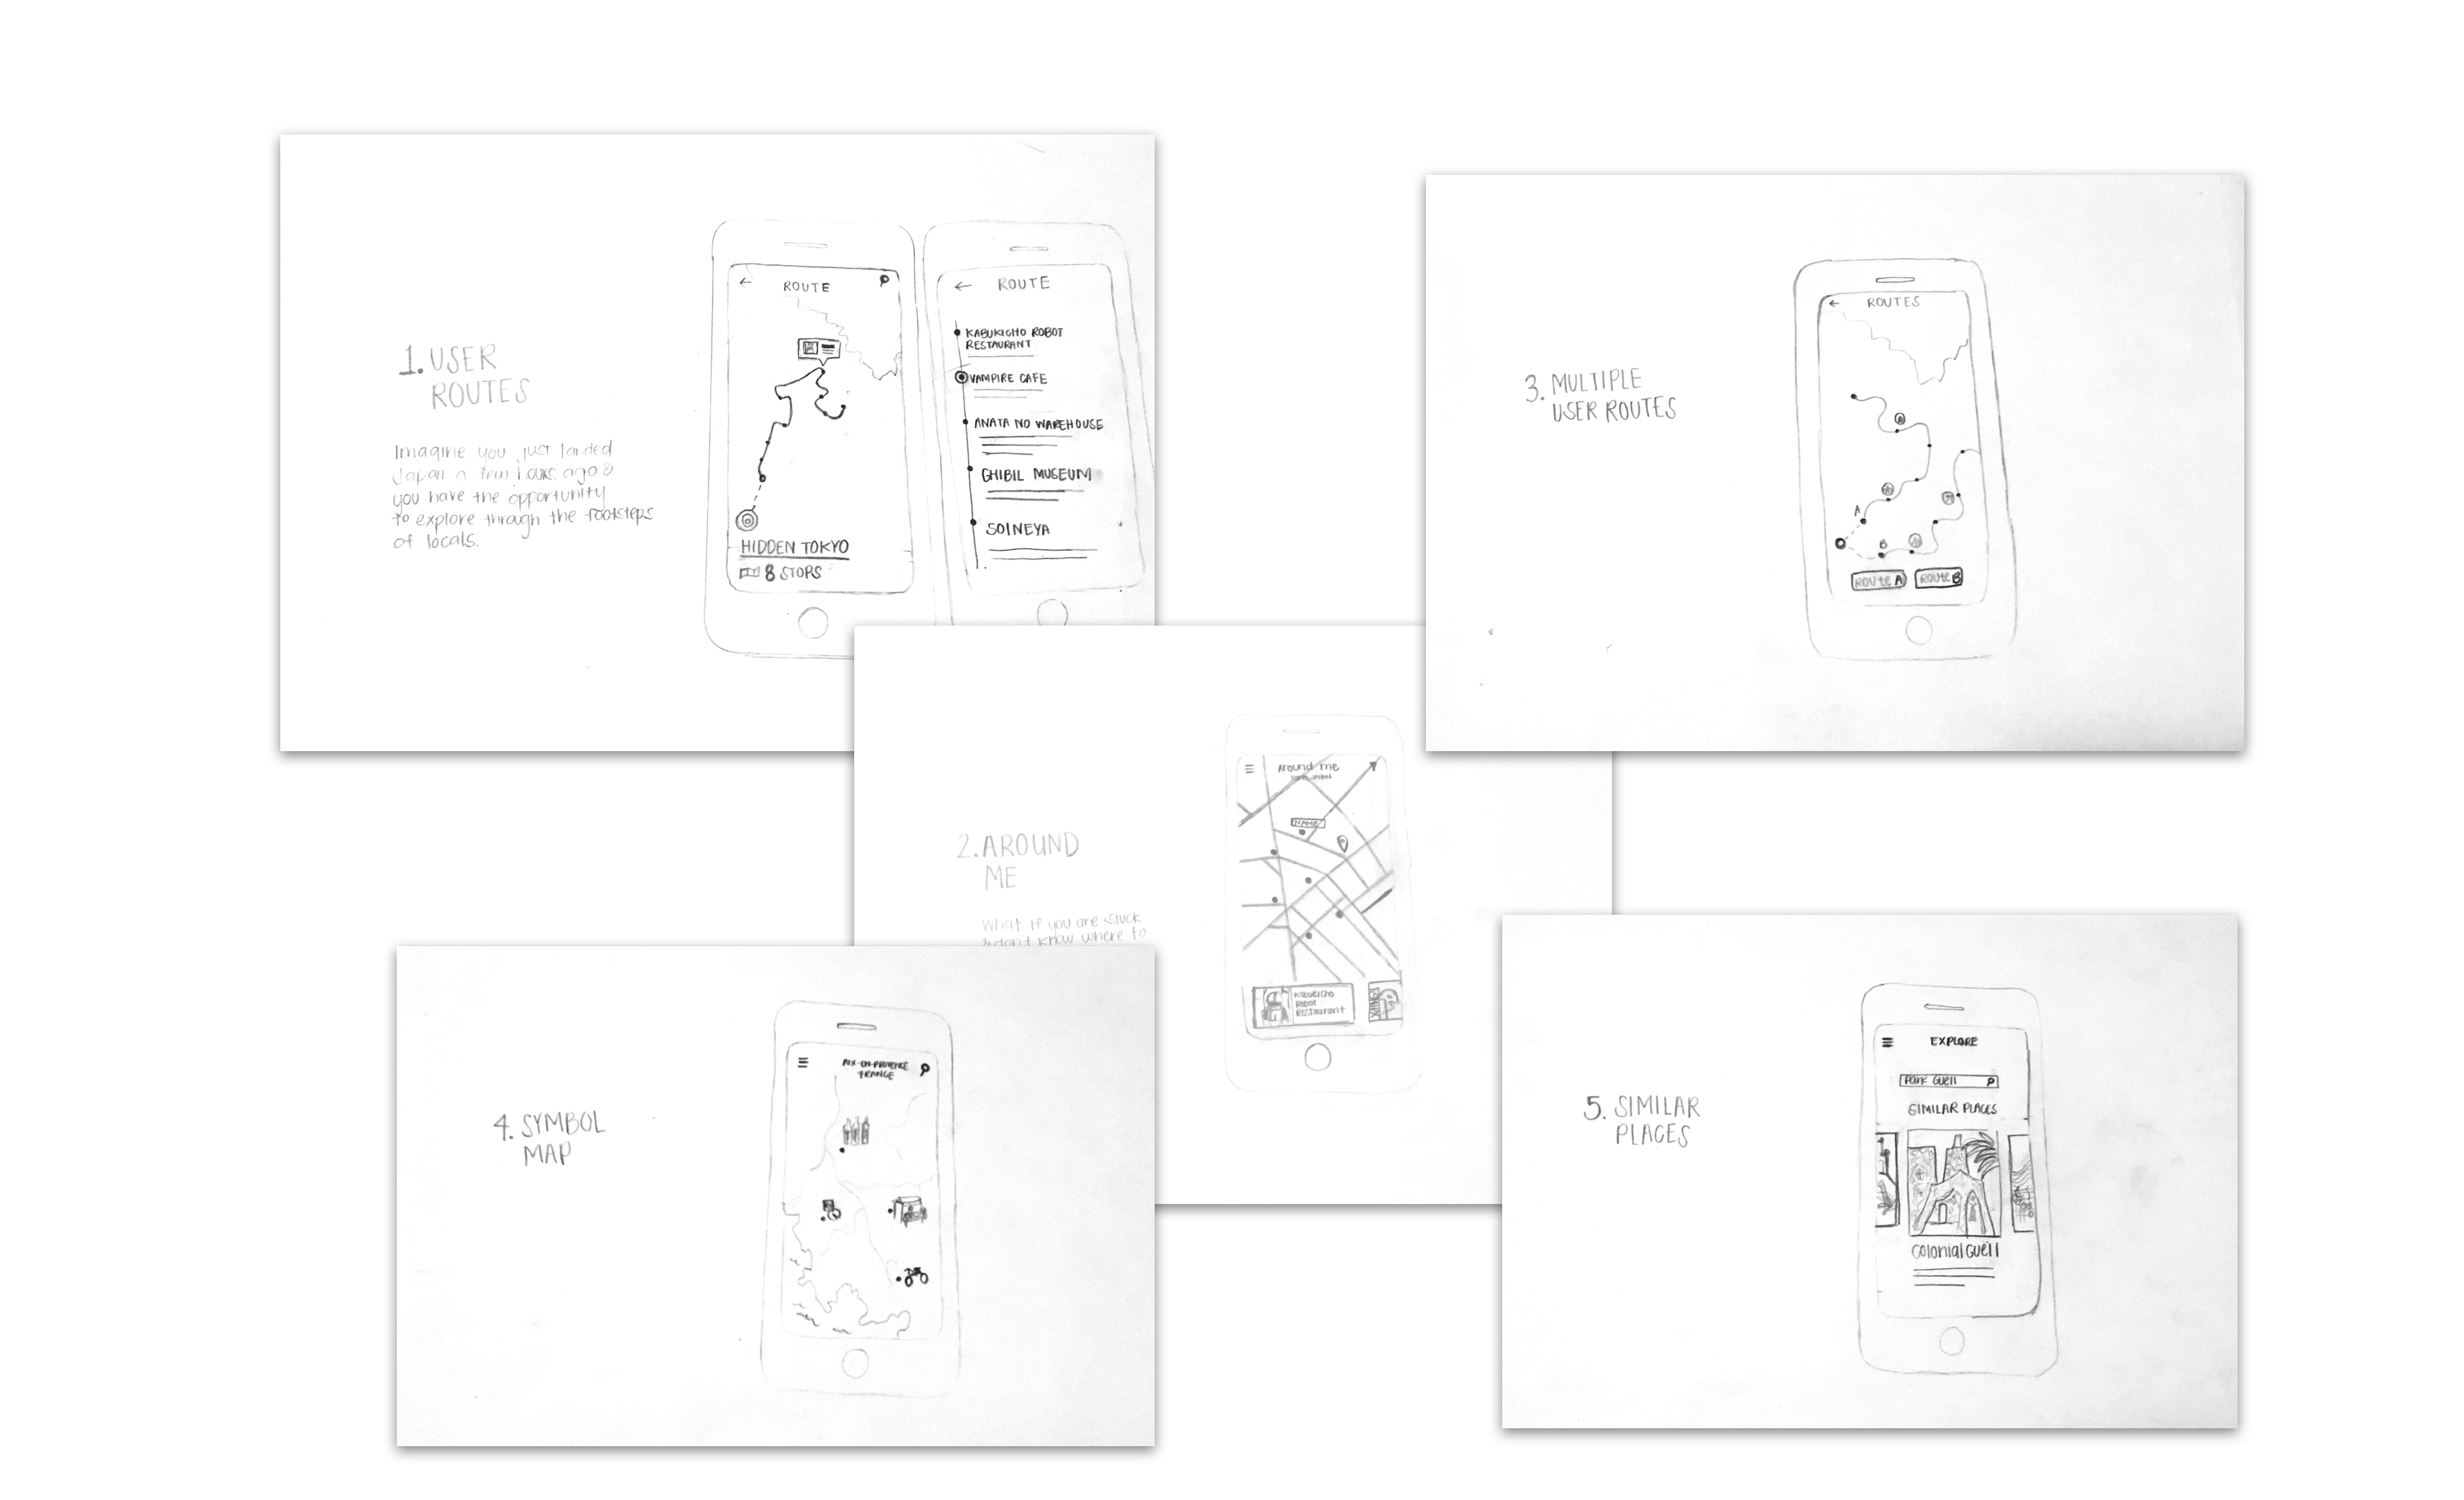 1. USER
ROUTES
Imagine you just landed
Japan a few hours ago &
you have the opportunity
to explore through the footsteps
of locals.
← ROUTE
HIDDEN TOKYO
8 STOPS
← ROUTE
KABUKICHO ROBOT
RESTAURANT
VAMPIRE CAFE
ANATA NO WAREHOUSE
GHIBIL MUSEUM
SOINEYA
3. MULTIPLE
USER ROUTES
← ROUTES
A
B
ROUTE A
ROUTE B
2. AROUND
ME
What if you are stuck
& don't know where to
Around me
TOKYO, JAPAN
NAME
Kabukicho
Robot
Restaurant
4. SYMBOL
MAP
AIX-EN-PROVENCE
FRANCE
5. SIMILAR
PLACES
EXPLORE
Park Guell
SIMILAR PLACES
Colonial Guell